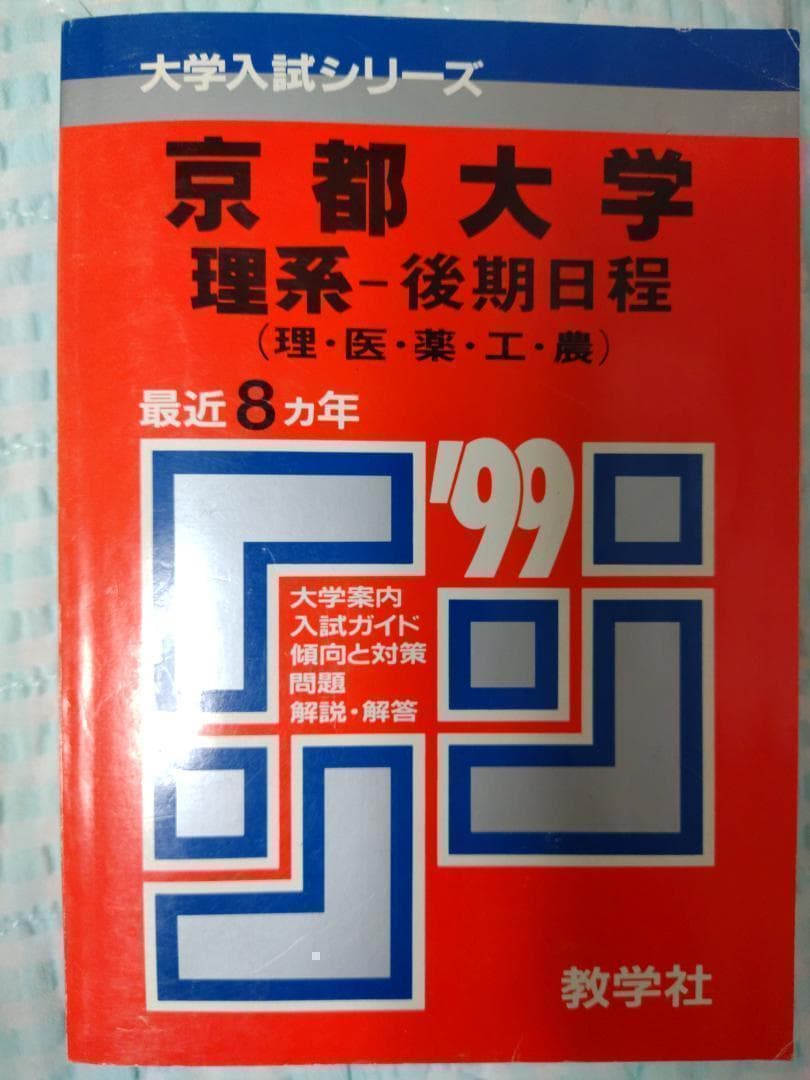 大学入試シリーズ
京都大学
理系-後期日程
(理・医・薬・工・農)
最近8ヵ年
'99
大学案内
入試ガイド
傾向と対策
問題
解説・解答
教学社